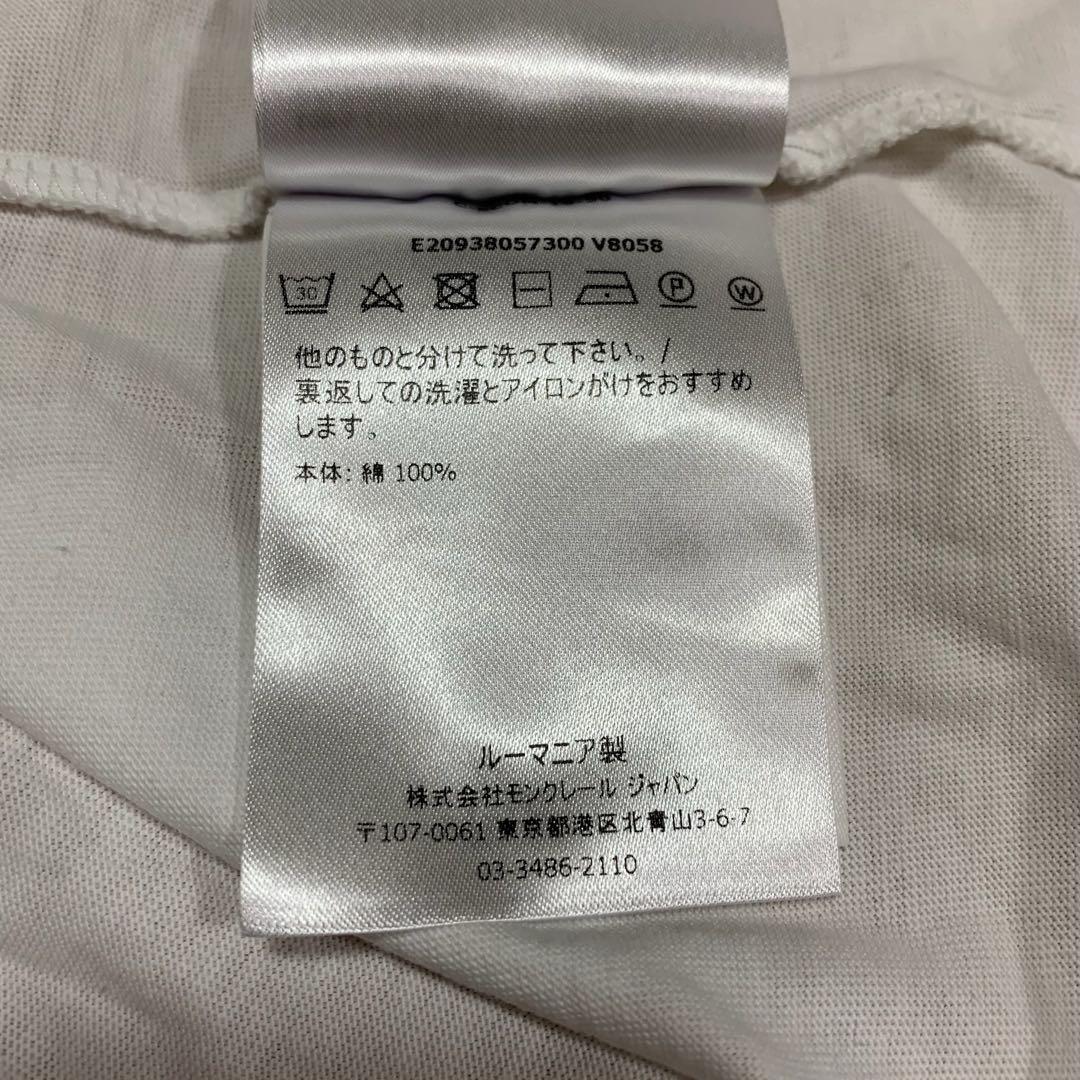 E20938057300 V8058
30
P
W
他のものと分けて洗って下さい。/
裏返しての洗濯とアイロンがけをおすすめ
します。
本体: 綿 100%
ルーマニア製
株式会社モンクレール ジャパン
〒107-0061 東京都港区北青山3-6-7
03-3486-2110